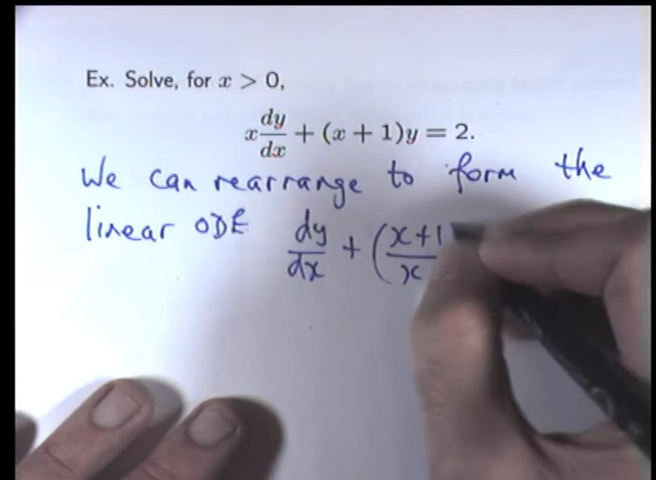 Ex. Solve, for x > 0,
x dy/dx + (x + 1)y = 2.
We can rearrange to form the
linear ODE dy/dx + (x+1/x